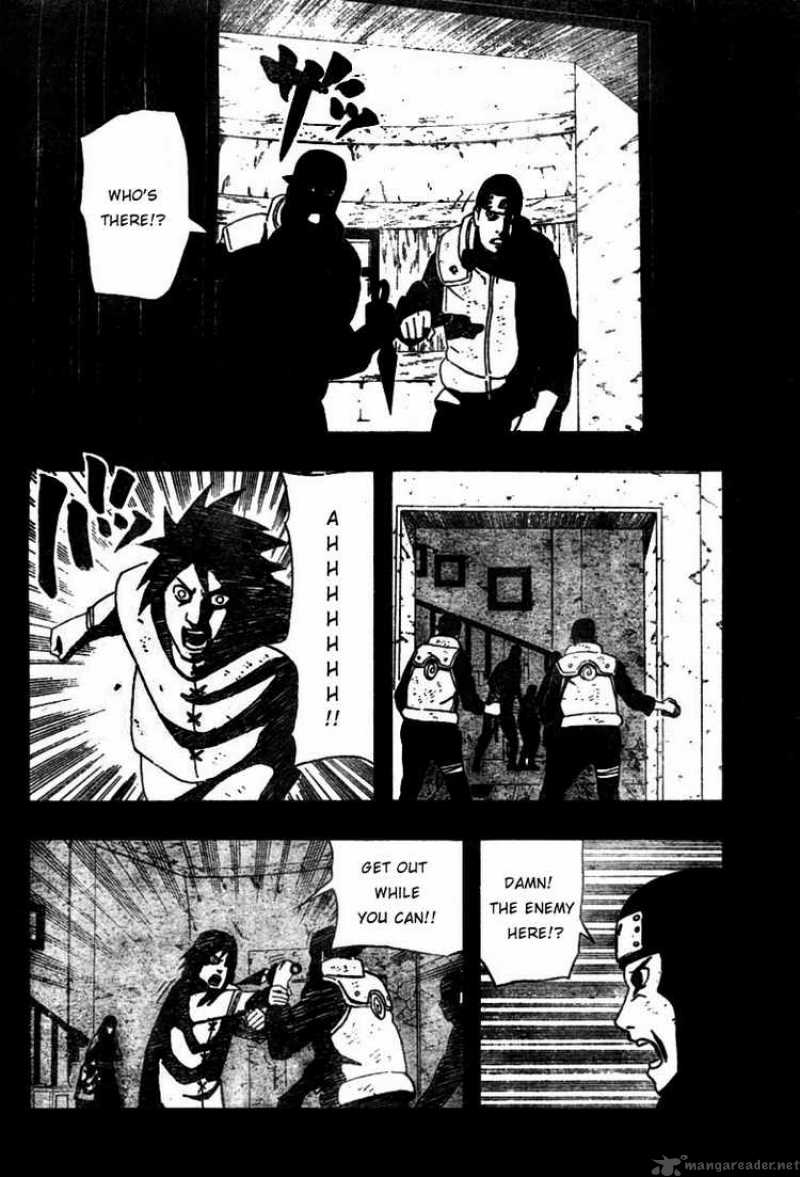 ザッ
WHO'S
THERE!?
バッ
A
H
H
H
H
H
H
H
H!!
GET OUT
WHILE
YOU CAN!!
DAMN!
THE ENEMY
HERE!?
mangareader.net